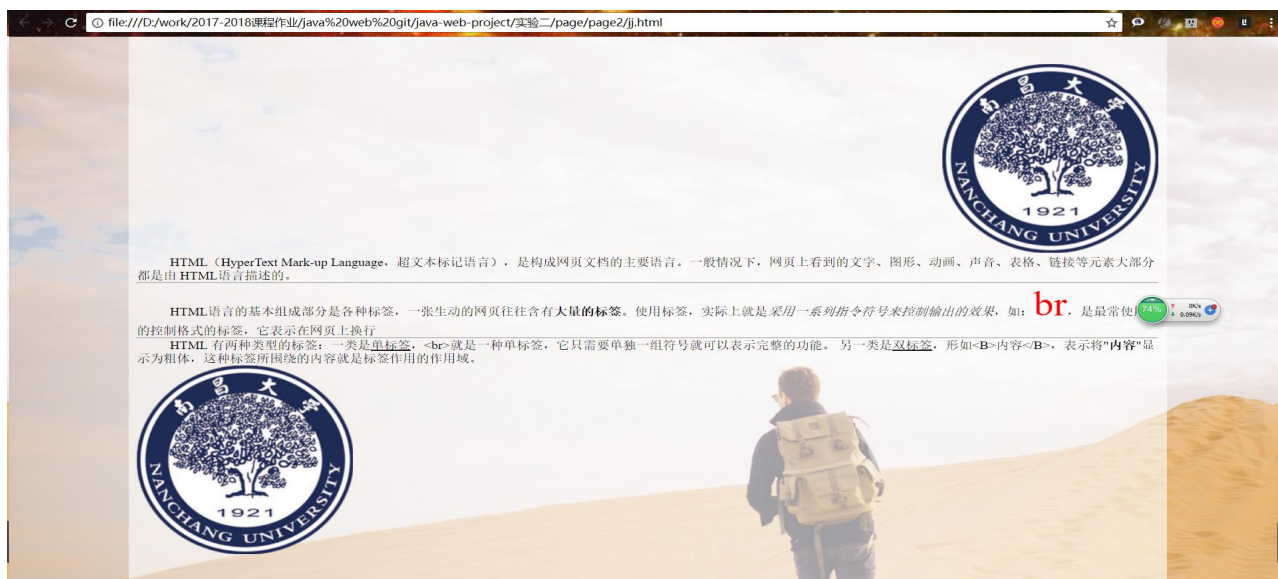 file:///D:/work/2017-2018课程作业/java%20web%20git/java-web-project/实验二/page/page2/jj.html
南昌大学
1921
NANCHANG UNIVERSITY
HTML（HyperText Mark-up Language，超文本标记语言），是构成网页文档的主要语言。一般情况下，网页上看到的文字、图形、动画、声音、表格、链接等元素大部分
都是由 HTML语言描述的。
HTML语言的基本组成部分是各种标签，一张生动的网页往往含有大量的标签。使用标签，实际上就是采用一系列指令符号来控制输出的效果，如：br，是最常使
的控制格式的标签，它表示在网页上换行
74%
0K/s
0.09K/s
HTML 有两种类型的标签：一类是单标签，<br>就是一种单标签，它只需要单独一组符号就可以表示完整的功能。 另一类是双标签，形如<B>内容</B>，表示将"内容"显
示为粗体，这种标签所围绕的内容就是标签作用的作用域。
南昌大学
1921
NANCHANG UNIVERSITY